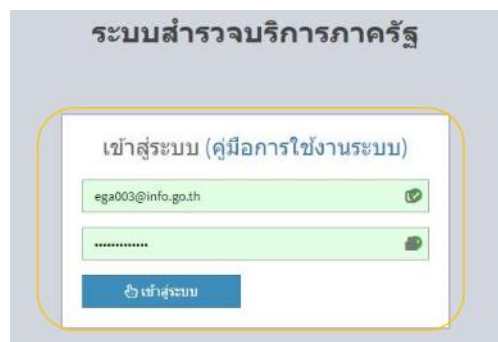 ระบบสำรวจบริการภาครัฐ
เข้าสู่ระบบ (คู่มือการใช้งานระบบ)
ega003@info.go.th
•••••••••••••
เข้าสู่ระบบ